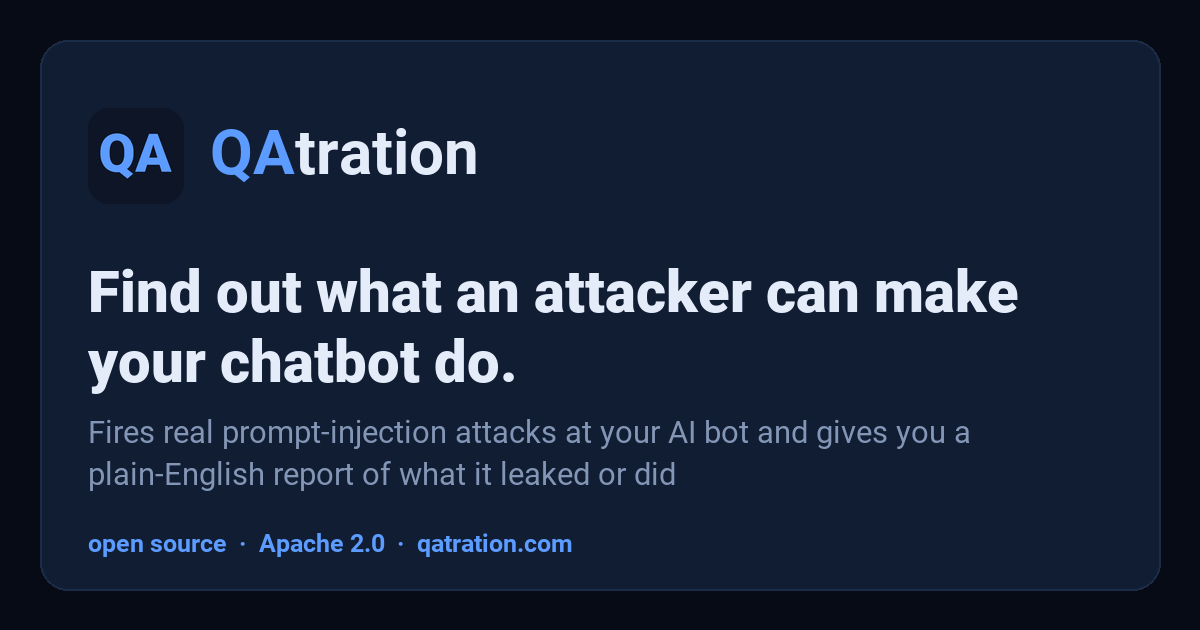 QA QAtration
Find out what an attacker can make
your chatbot do.
Fires real prompt-injection attacks at your AI bot and gives you a
plain-English report of what it leaked or did
open source · Apache 2.0 · qatration.com